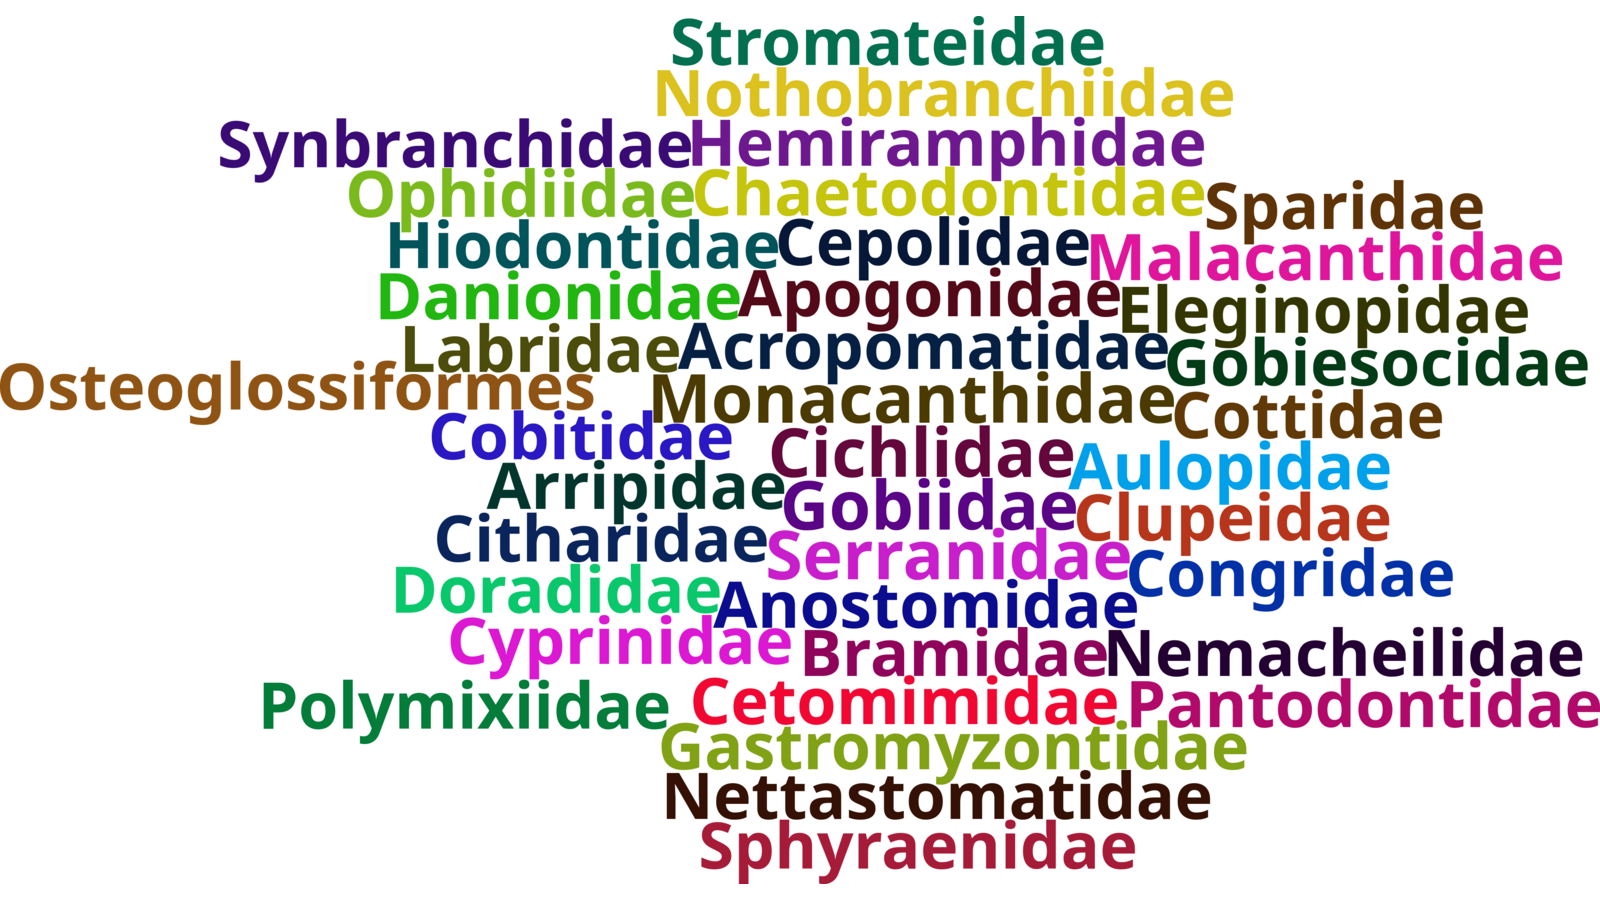 Stromateidae
Nothobranchiidae
Synbranchidae Hemiramphidae
Ophidiidae Chaetodontidae Sparidae
Hiodontidae Cepolidae Malacanthidae
Danionidae Apogonidae Eleginopidae
Labridae Acropomatidae Gobiesocidae
Osteoglossiformes Monacanthidae Cottidae
Cobitidae Cichlidae Aulopidae
Arripidae Gobiidae Clupeidae
Citharidae Serranidae Congridae
Doradidae Anostomidae
Cyprinidae Bramidae Nemacheilidae
Polymixiidae Cetomimidae Pantodontidae
Gastromyzontidae
Nettastomatidae
Sphyraenidae